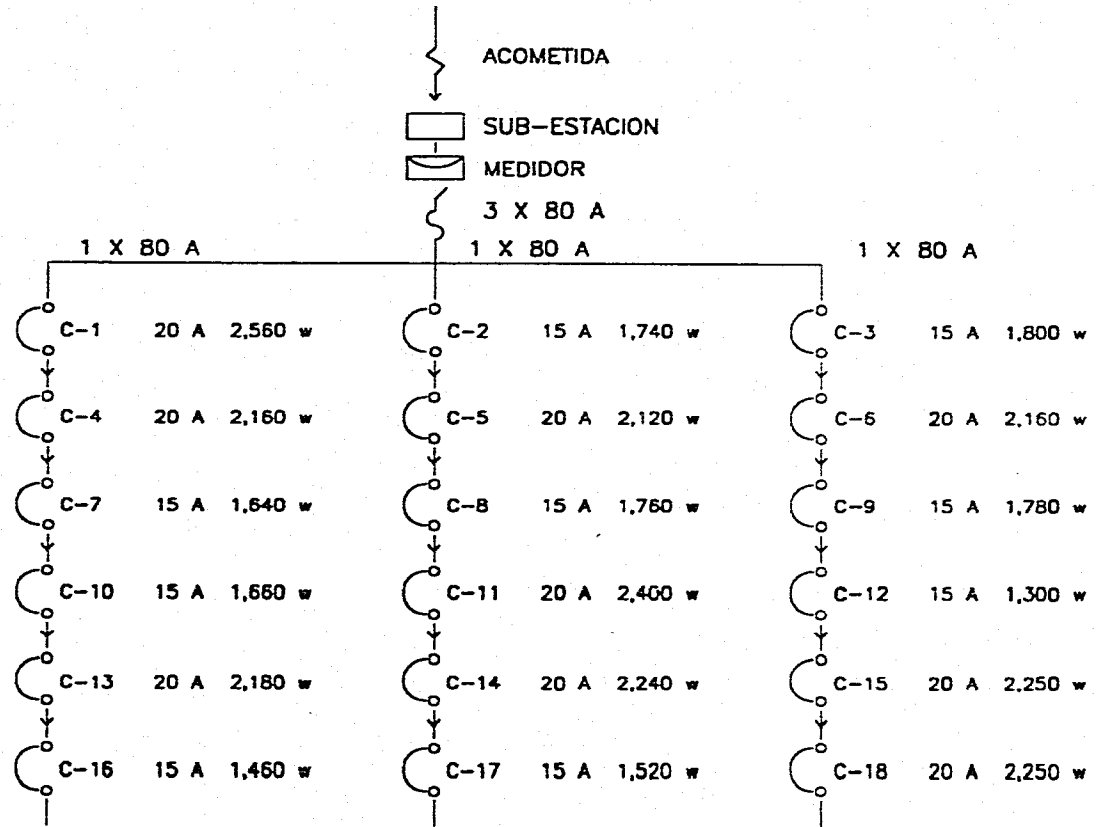 ACOMETIDA
SUB-ESTACION
MEDIDOR
3 X 80 A
1 X 80 A 1 X 80 A 1 X 80 A
C-1 20 A 2,560 w C-2 15 A 1,740 w C-3 15 A 1,800 w
C-4 20 A 2,160 w C-5 20 A 2,120 w C-6 20 A 2,160 w
C-7 15 A 1,640 w C-8 15 A 1,760 w C-9 15 A 1,780 w
C-10 15 A 1,660 w C-11 20 A 2,400 w C-12 15 A 1,300 w
C-13 20 A 2,180 w C-14 20 A 2,240 w C-15 20 A 2,250 w
C-16 15 A 1,460 w C-17 15 A 1,520 w C-18 20 A 2,250 w